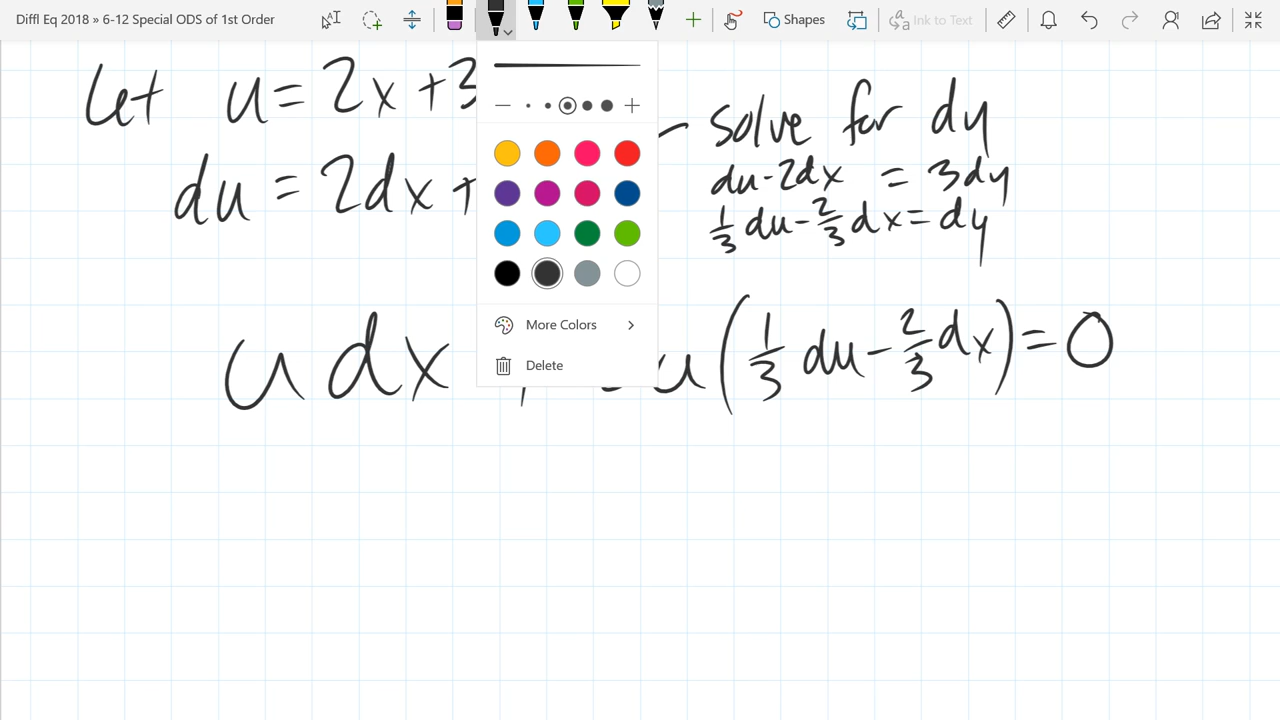 Diffl Eq 2018 » 6-12 Special ODS of 1st Order
Shapes
Ink to Text
Let u = 2x + 3
du = 2dx +
solve for dy
du - 2dx = 3dy
1/3 du - 2/3 dx = dy
More Colors
Delete
u dx u(1/3 du - 2/3 dx) = 0